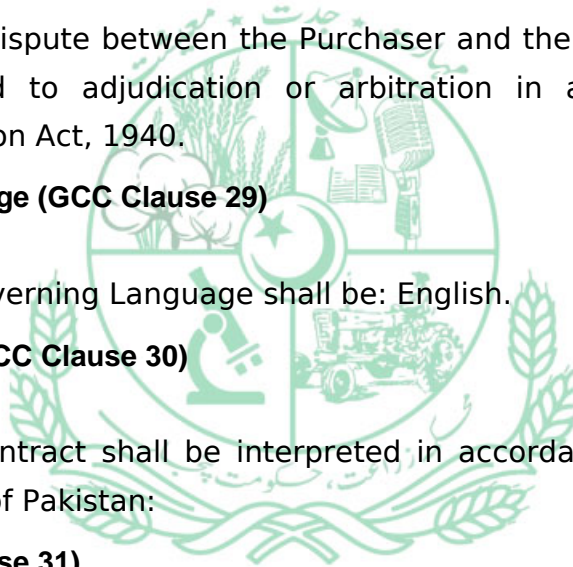 ispute between the Purchaser and the
d to adjudication or arbitration in a
on Act, 1940.
ge (GCC Clause 29)
verning Language shall be: English.
CC Clause 30)
ntract shall be interpreted in accorda
of Pakistan:
se 31)